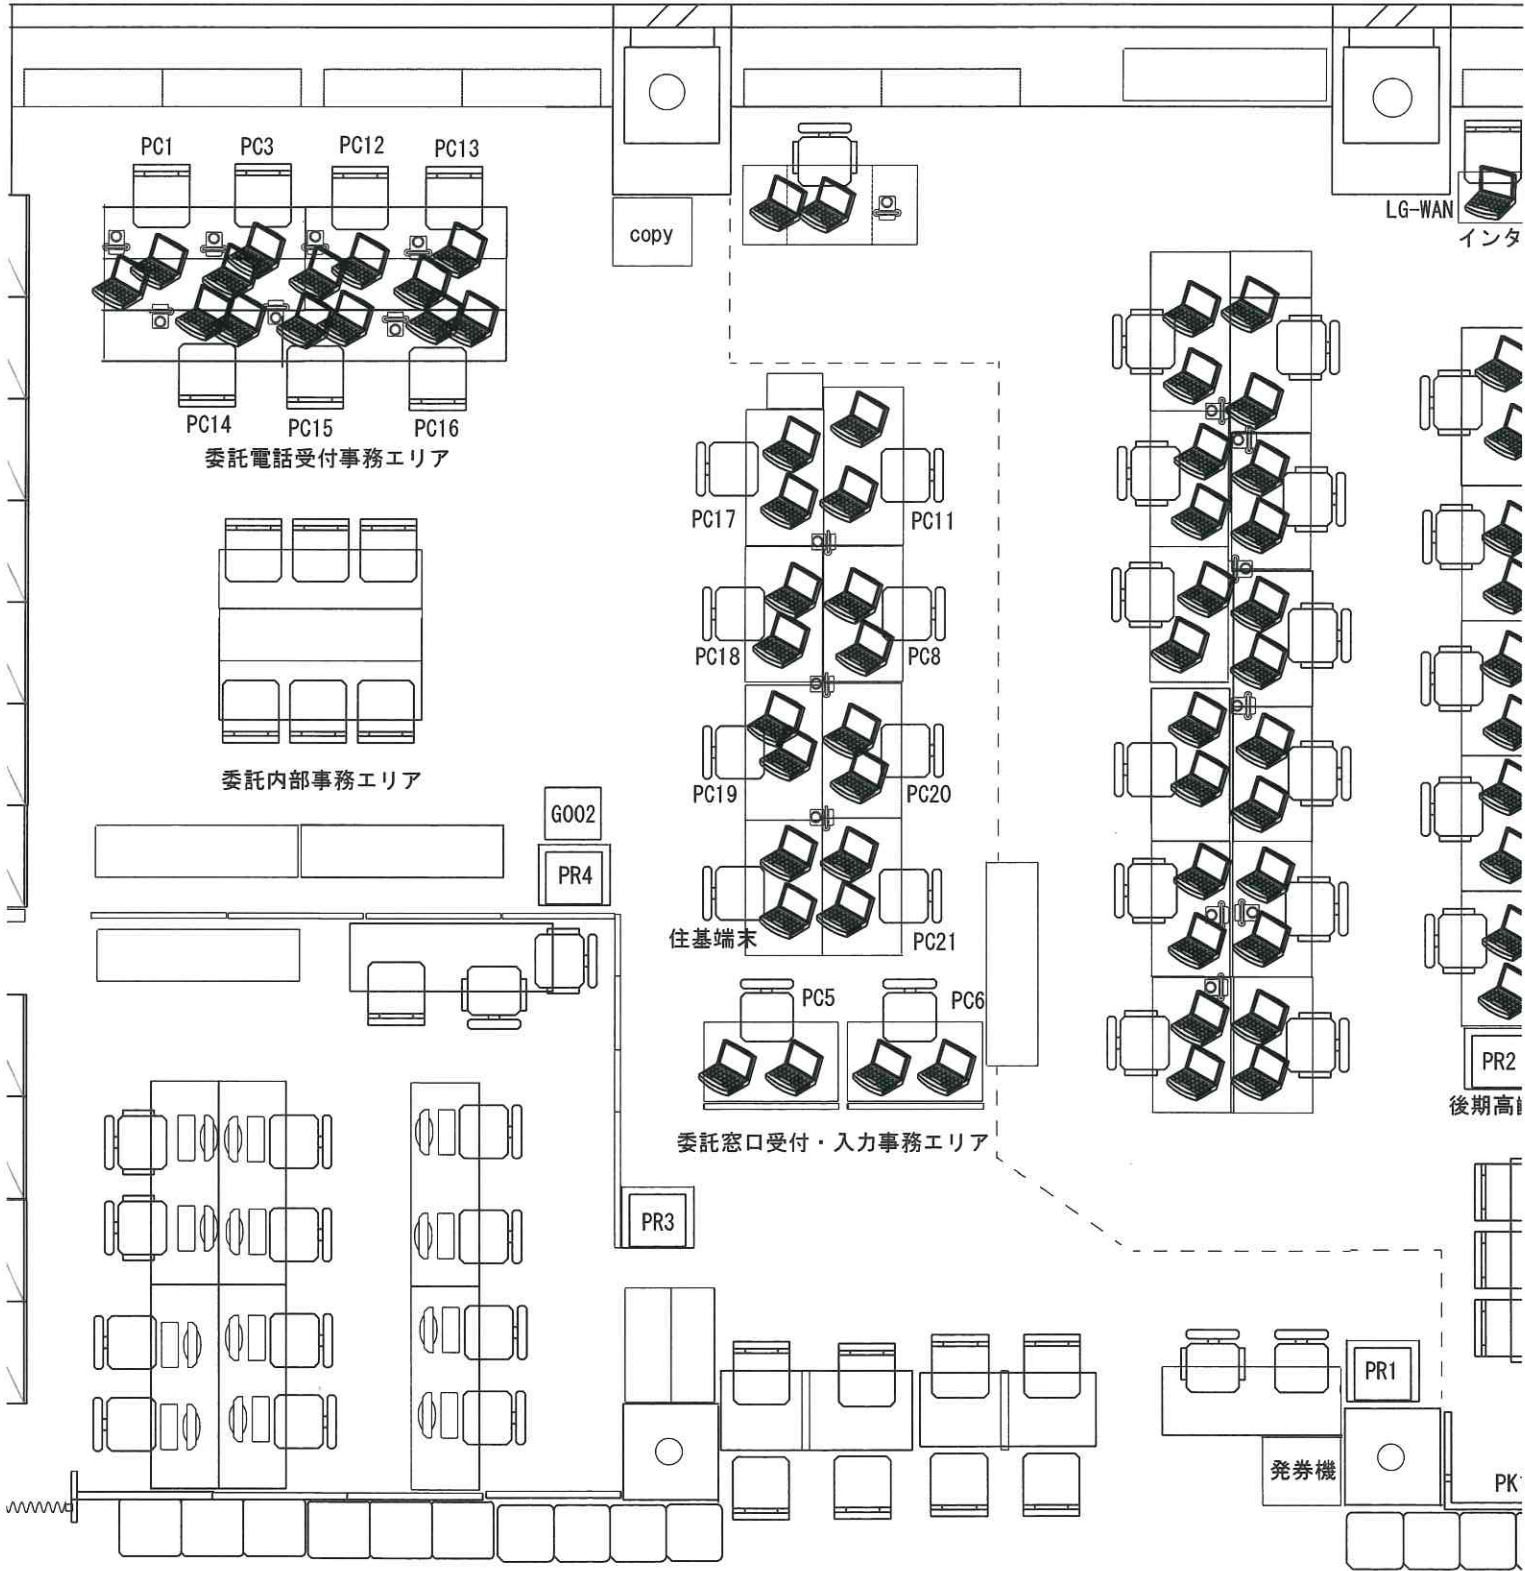 PC1
PC3
PC12
PC13
copy
LG-WAN
インタ
PC14
PC15
PC16
委託電話受付事務エリア
PC17
PC11
PC18
PC8
委託内部事務エリア
PC19
PC20
G002
PR4
住基端末
PC21
PC5
PC6
PR2
後期高
委託窓口受付・入力事務エリア
PR3
PR1
発券機
PK